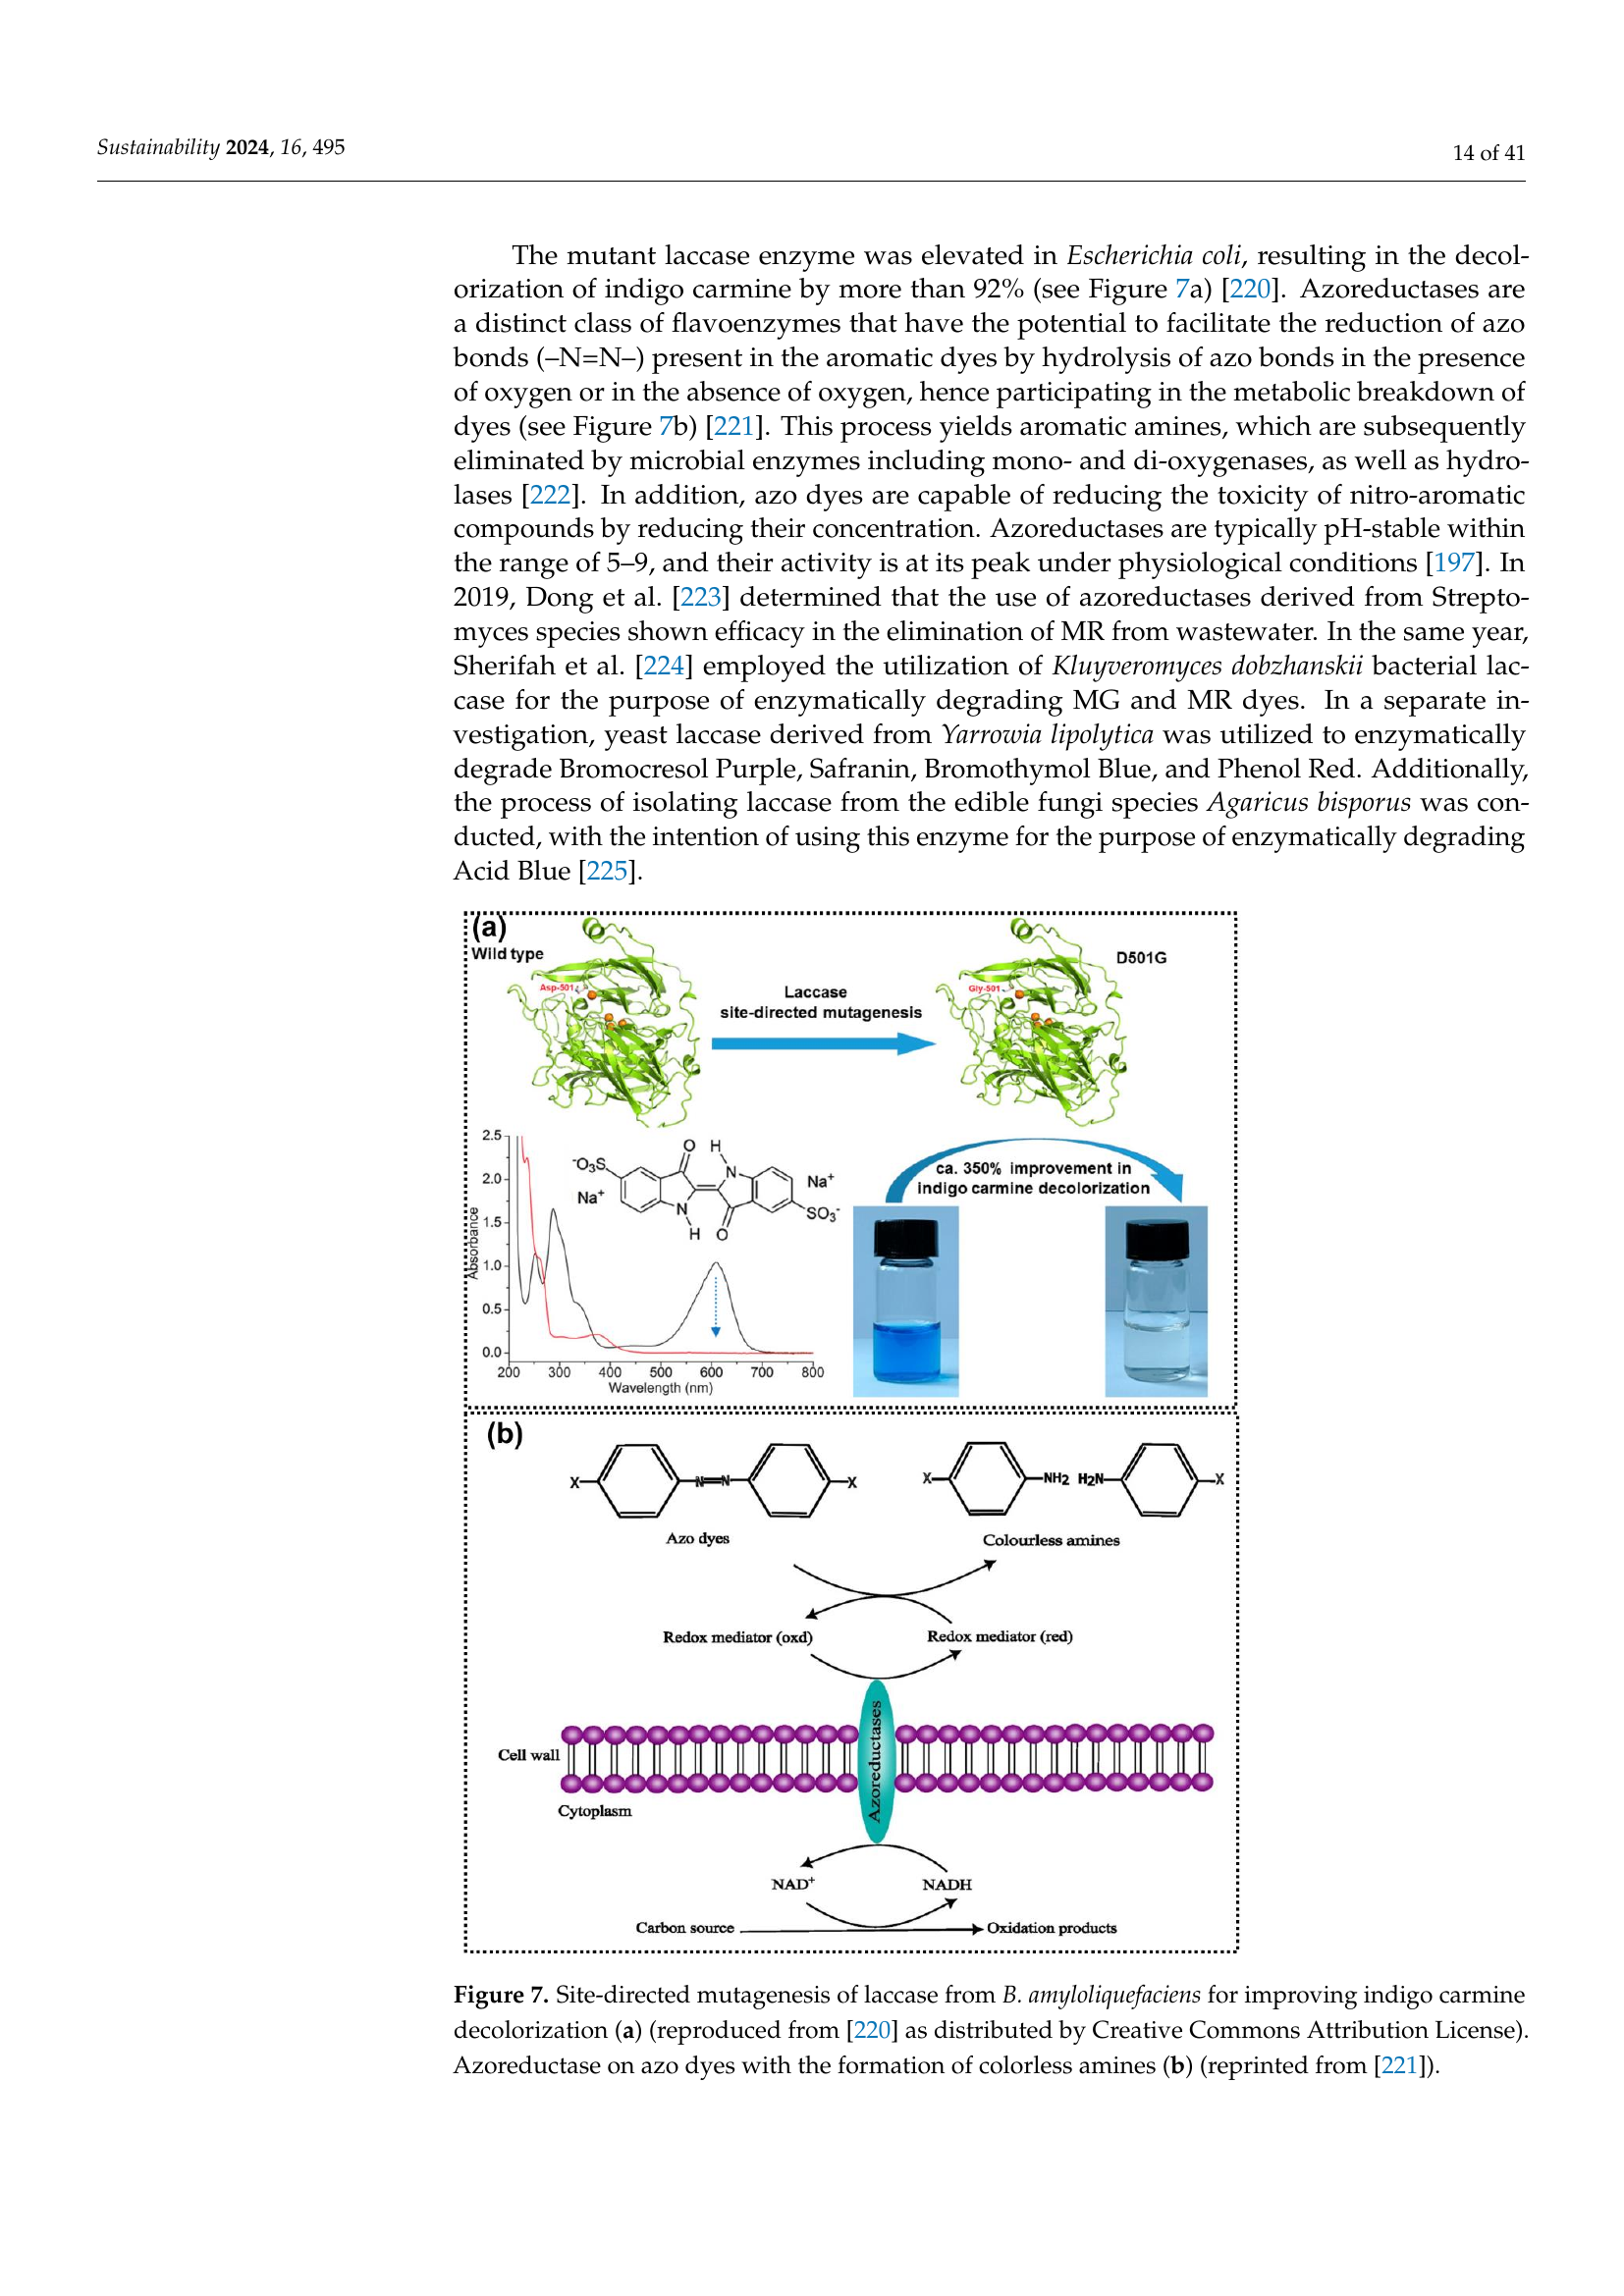 Sustainability 2024, 16, 495
14 of 41
The mutant laccase enzyme was elevated in Escherichia coli, resulting in the decol-
orization of indigo carmine by more than 92% (see Figure 7a) [220]. Azoreductases are
a distinct class of flavoenzymes that have the potential to facilitate the reduction of azo
bonds (–N=N–) present in the aromatic dyes by hydrolysis of azo bonds in the presence
of oxygen or in the absence of oxygen, hence participating in the metabolic breakdown of
dyes (see Figure 7b) [221]. This process yields aromatic amines, which are subsequently
eliminated by microbial enzymes including mono- and di-oxygenases, as well as hydro-
lases [222]. In addition, azo dyes are capable of reducing the toxicity of nitro-aromatic
compounds by reducing their concentration. Azoreductases are typically pH-stable within
the range of 5–9, and their activity is at its peak under physiological conditions [197]. In
2019, Dong et al. [223] determined that the use of azoreductases derived from Strepto-
myces species shown efficacy in the elimination of MR from wastewater. In the same year,
Sherifah et al. [224] employed the utilization of Kluyveromyces dobzhanskii bacterial lac-
case for the purpose of enzymatically degrading MG and MR dyes. In a separate in-
vestigation, yeast laccase derived from Yarrowia lipolytica was utilized to enzymatically
degrade Bromocresol Purple, Safranin, Bromothymol Blue, and Phenol Red. Additionally,
the process of isolating laccase from the edible fungi species Agaricus bisporus was con-
ducted, with the intention of using this enzyme for the purpose of enzymatically degrading
Acid Blue [225].
(a)
Wild type
D501G
Asp-501
Gly-501
Laccase
site-directed mutagenesis
2.5
2.0
1.5
1.0
0.5
0.0
Absorbance
200 300 400 500 600 700 800
Wavelength (nm)
-O3S
Na+
O H
N
N
H O
Na+
SO3-
ca. 350% improvement in
indigo carmine decolorization
(b)
X N N X
X NH2 H2N X
Azo dyes
Colourless amines
Redox mediator (oxd)
Redox mediator (red)
Azoreductases
Cell wall
Cytoplasm
NAD+
NADH
Carbon source
Oxidation products
Figure 7. Site-directed mutagenesis of laccase from B. amyloliquefaciens for improving indigo carmine
decolorization (a) (reproduced from [220] as distributed by Creative Commons Attribution License).
Azoreductase on azo dyes with the formation of colorless amines (b) (reprinted from [221]).